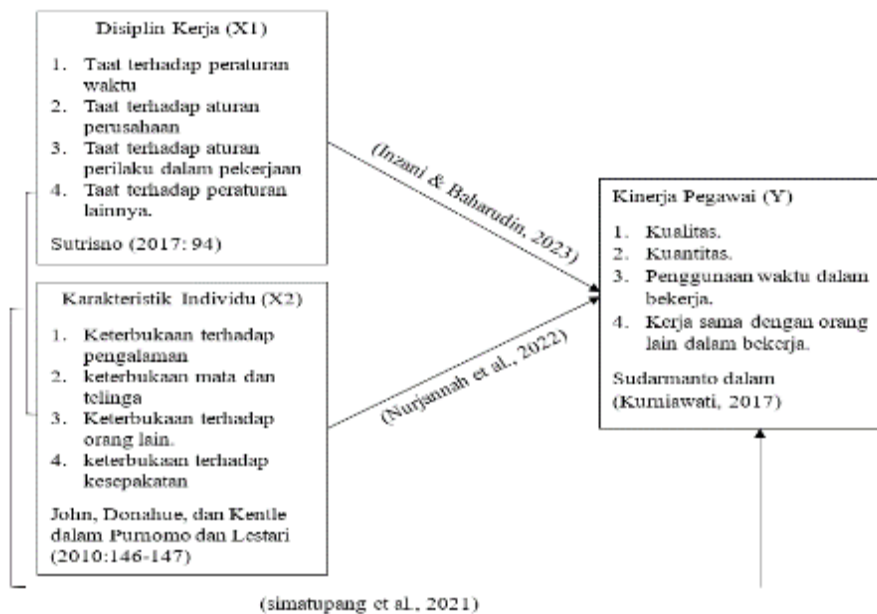 Disiplin Kerja (X1)
1. Taat terhadap peraturan
waktu
2. Taat terhadap aturan
perusahaan
3. Taat terhadap aturan
perilaku dalam pekerjaan
4. Taat terhadap peraturan
lainnya.
Sutrisno (2017: 94)
Karakteristik Individu (X2)
1. Keterbukaan terhadap
pengalaman
2. keterbukaan mata dan
telinga
3. Keterbukaan terhadap
orang lain.
4. keterbukaan terhadap
kesepakatan
John, Donahue, dan Kentle
dalam Purnomo dan Lestari
(2010:146-147)
(Inzani & Baharudin, 2023)
(Nurjannah et al., 2022)
Kinerja Pegawai (Y)
1. Kualitas.
2. Kuantitas.
3. Penggunaan waktu dalam
bekerja.
4. Kerja sama dengan orang
lain dalam bekerja.
Sudarmanto dalam
(Kurniawati, 2017)
(simatupang et al., 2021)